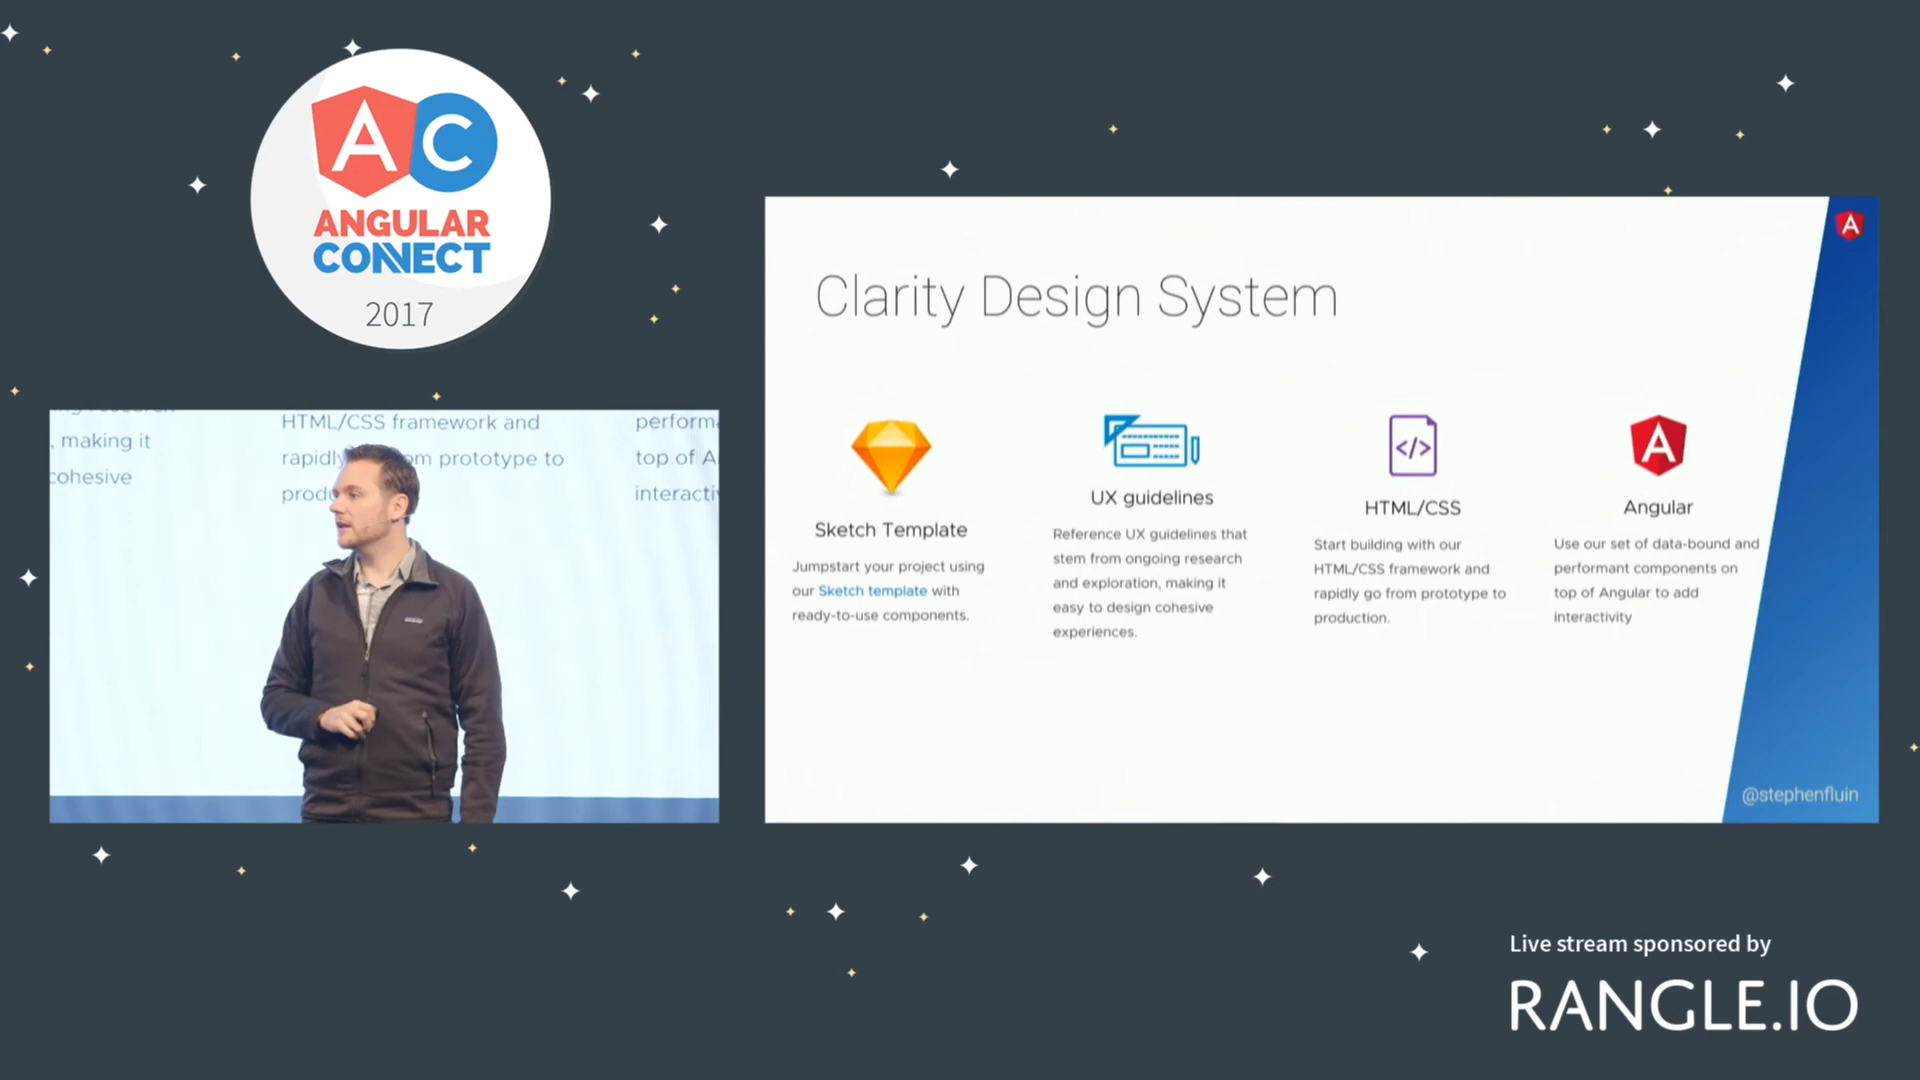 AC
ANGULAR
CONNECT
2017
, making it
cohesive
HTML/CSS framework and
rapidly from prototype to
top of A
Clarity Design System
Sketch Template
Jumpstart your project using
our Sketch template with
ready-to-use components.
UX guidelines
Reference UX guidelines that
stem from ongoing research
and exploration, making it
easy to design cohesive
experiences.
HTML/CSS
Start building with our
HTML/CSS framework and
rapidly go from prototype to
production.
A
Angular
Use our set of data-bound and
performant components on
top of Angular to add
interactivity
A
@stephenfluin
Live stream sponsored by
RANGLE.IO